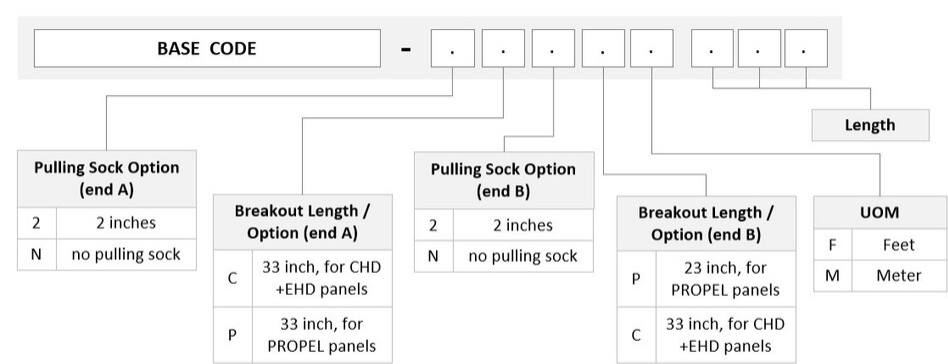 BASE CODE - . . . . . . . .
Length
Pulling Sock Option
(end A)
2 2 inches
N no pulling sock
Breakout Length /
Option (end A)
C 33 inch, for CHD
+EHD panels
P 33 inch, for
PROPEL panels
Pulling Sock Option
(end B)
2 2 inches
N no pulling sock
Breakout Length /
Option (end B)
P 23 inch, for
PROPEL panels
C 33 inch, for CHD
+EHD panels
UOM
F Feet
M Meter